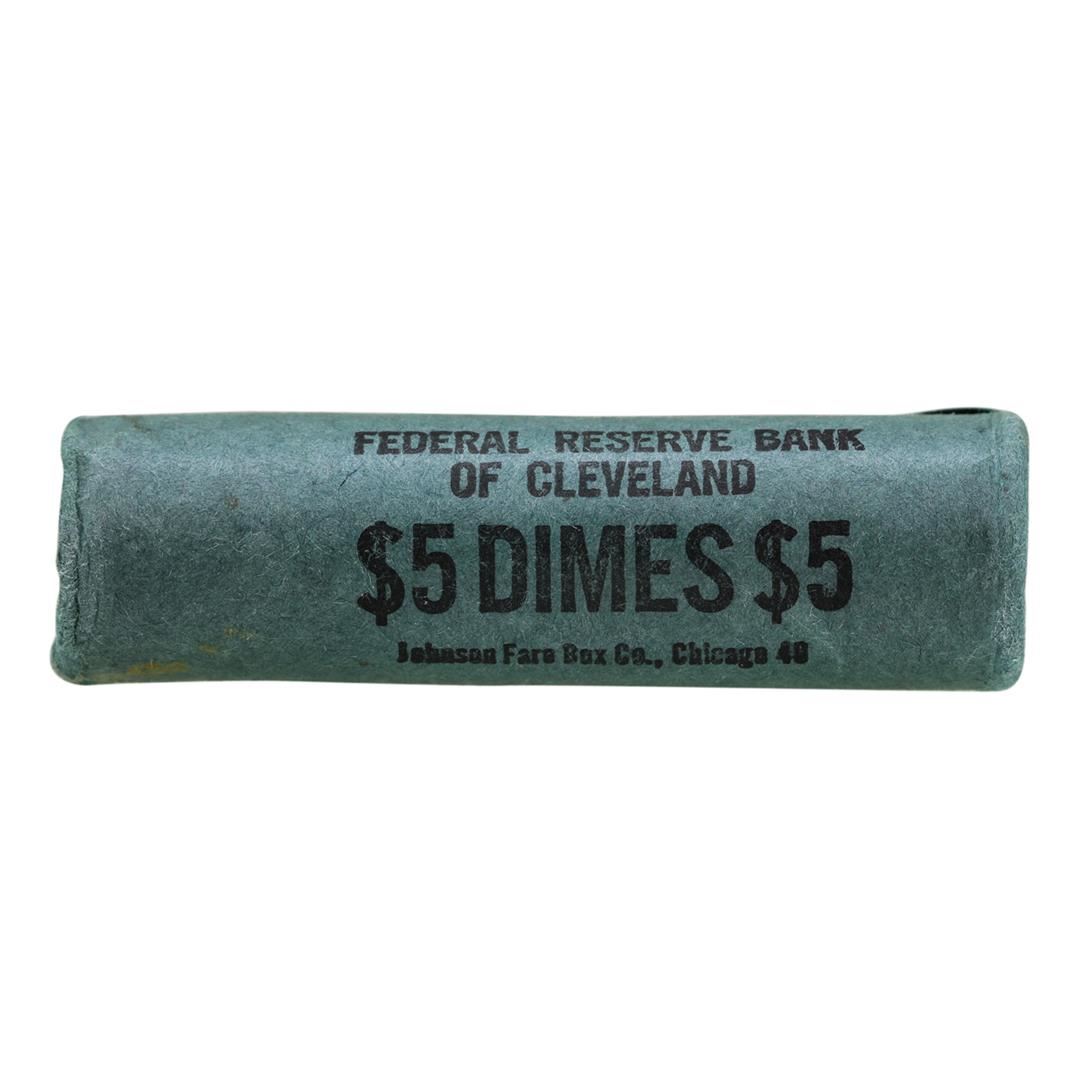 FEDERAL RESERVE BANK
OF CLEVELAND
$5 DIMES $5
Johnson Fare Box Co., Chicago 40